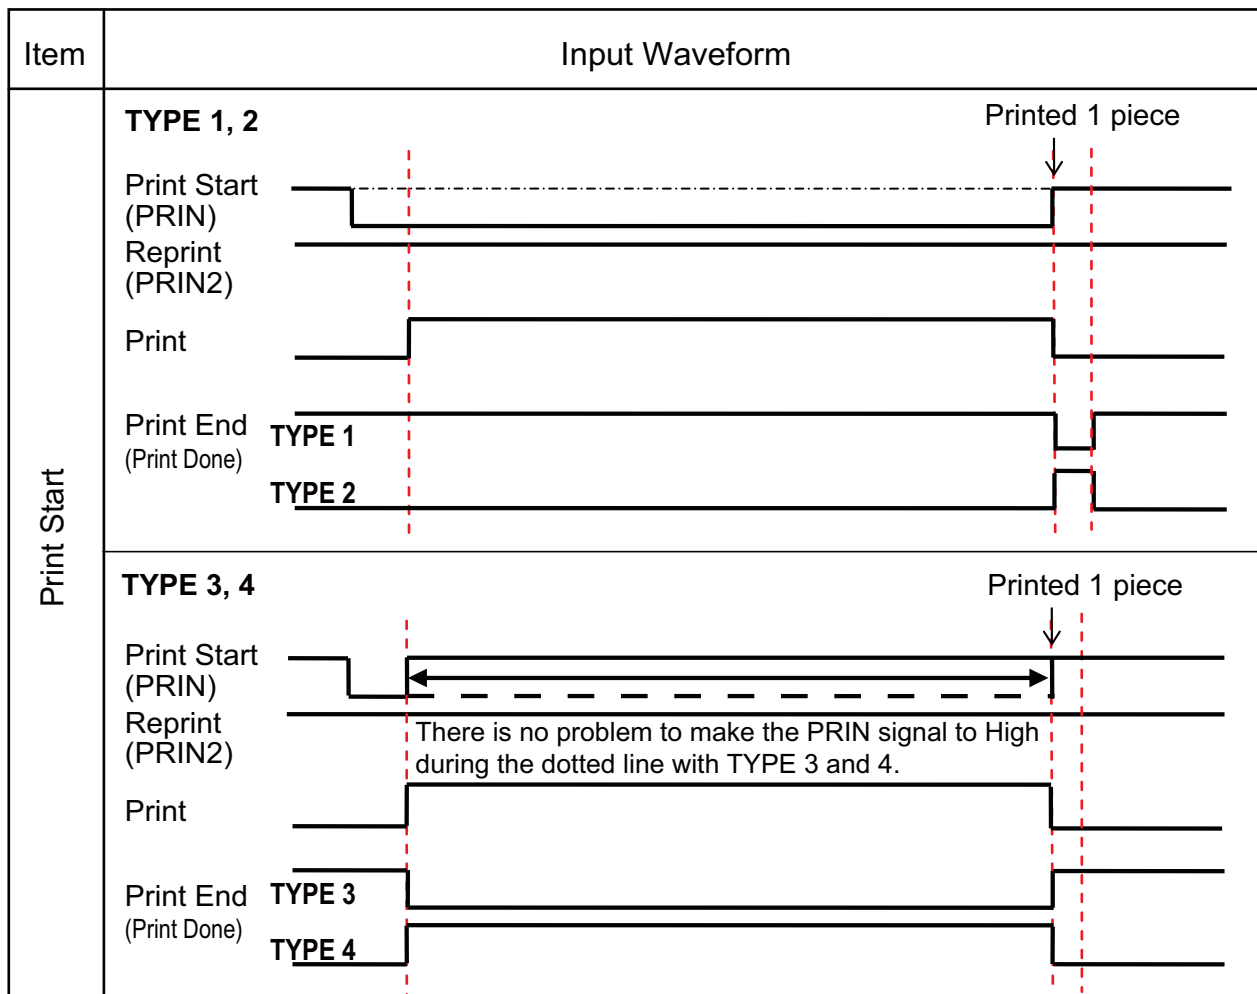 Item
Input Waveform
Print Start
TYPE 1, 2
Printed 1 piece
Print Start
(PRIN)
Reprint
(PRIN2)
Print
Print End
(Print Done)
TYPE 1
TYPE 2
TYPE 3, 4
Printed 1 piece
Print Start
(PRIN)
Reprint
(PRIN2)
There is no problem to make the PRIN signal to High
during the dotted line with TYPE 3 and 4.
Print
Print End
(Print Done)
TYPE 3
TYPE 4